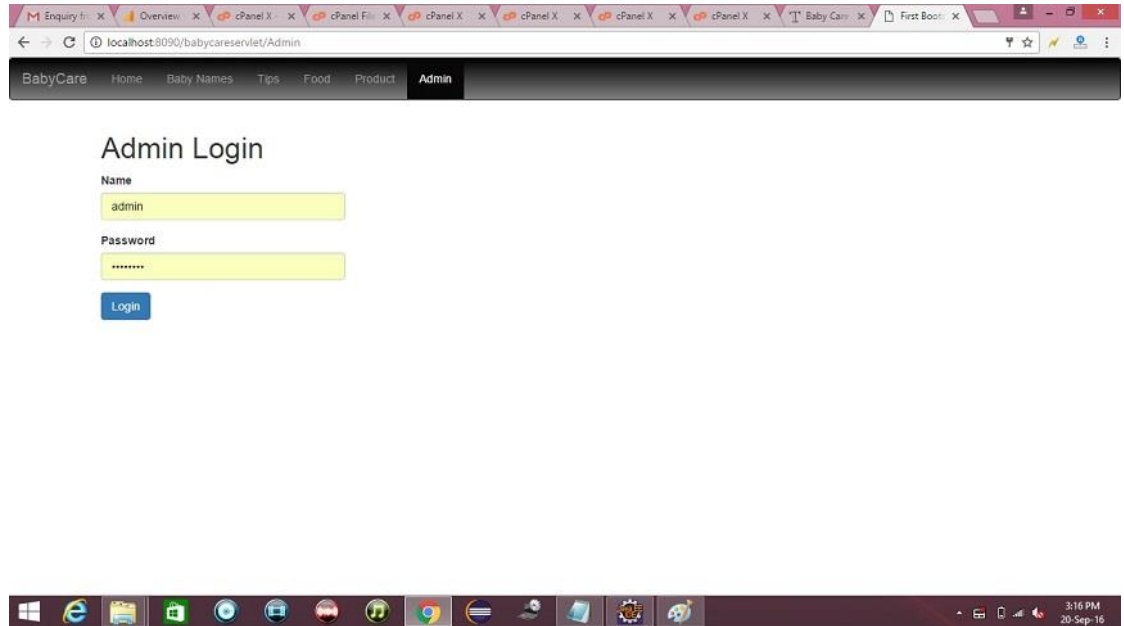 Enquiry fr
Overview
cPanel X -
cPanel File
cPanel X
cPanel X
cPanel X
cPanel X
Baby Care
First Boots
localhost:8090/babycareservlet/Admin
BabyCare Home Baby Names Tips Food Product Admin
Admin Login
Name
admin
Password
••••••••
Login
3:16 PM
20-Sep-16